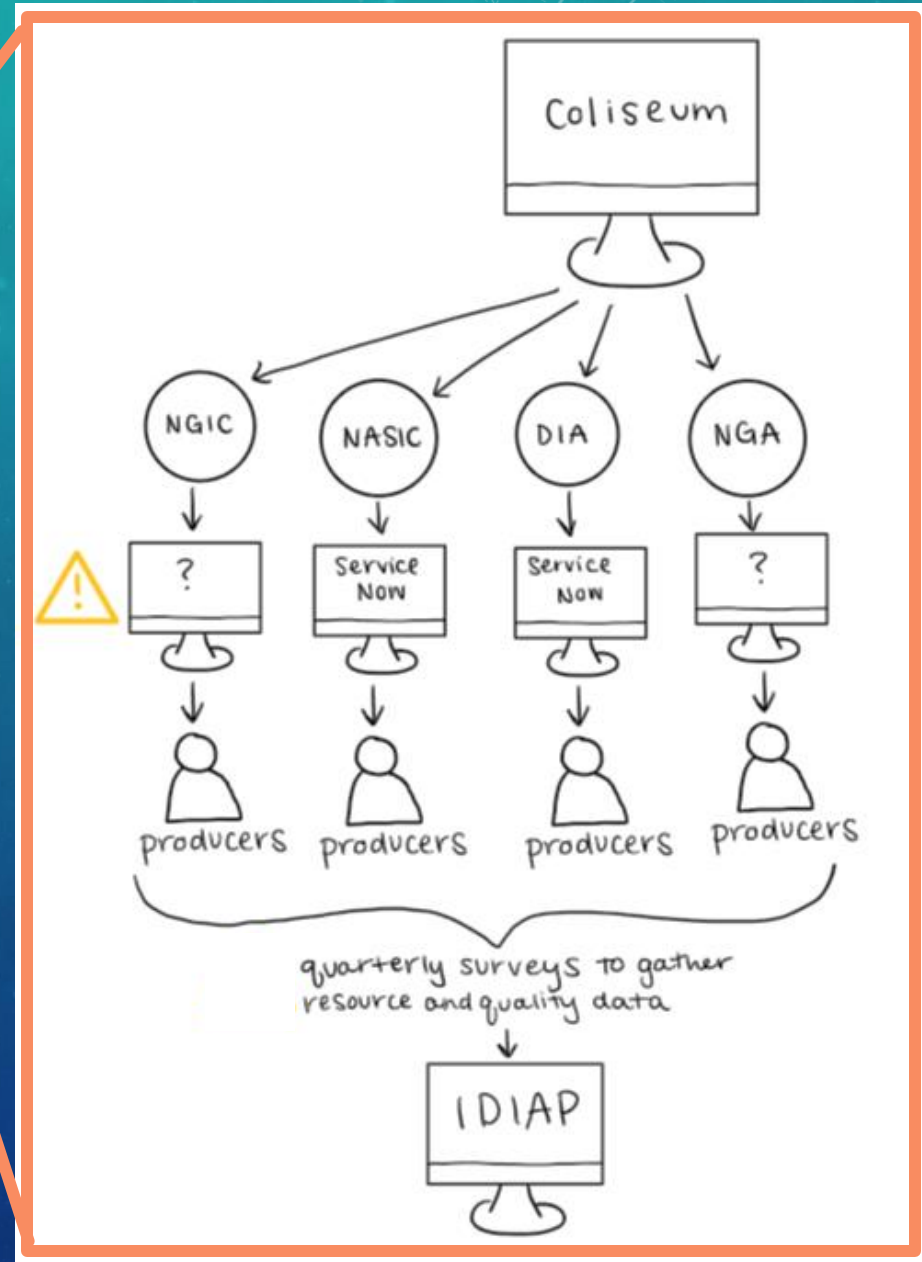 Coliseum
NGIC
NASIC
DIA
NGA
?
Service
Now
Service
Now
?
!
producers
producers
producers
producers
quarterly surveys to gather
resource and quality data
IDIAP